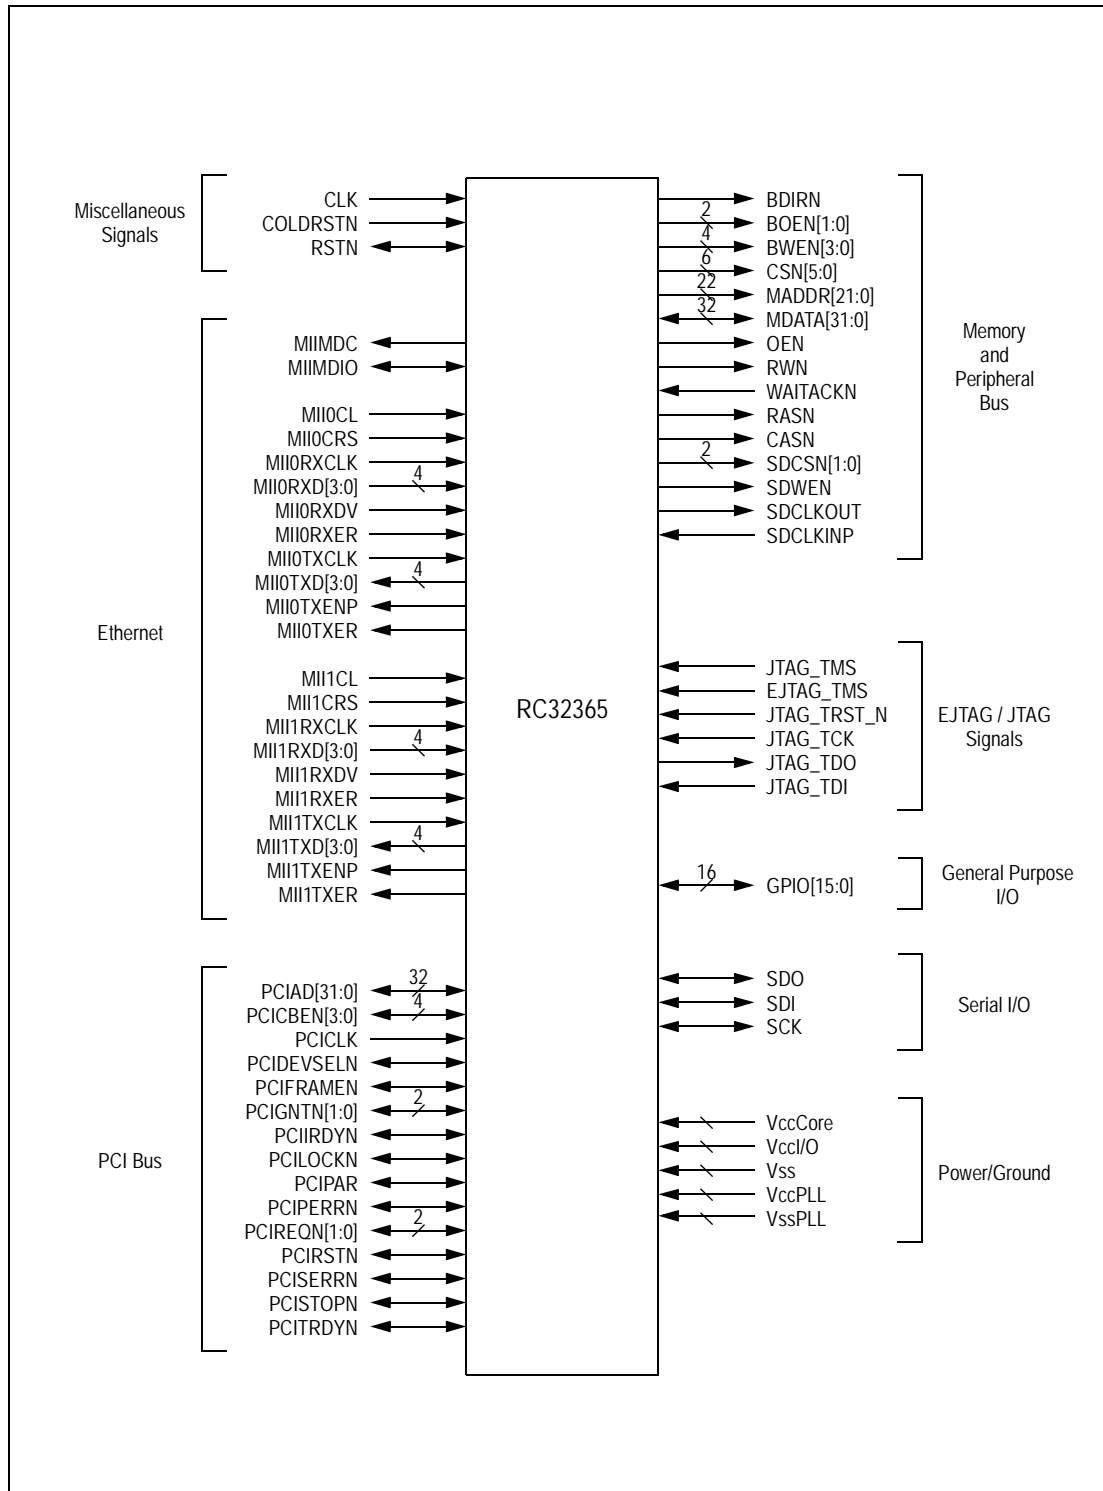 Miscellaneous
Signals
CLK
COLDRSTN
RSTN
Ethernet
MIIMDC
MIIMDIO
MII0CL
MII0CRS
MII0RXCLK
MII0RXD[3:0]
4
MII0RXDV
MII0RXER
MII0TXCLK
MII0TXD[3:0]
4
MII0TXENP
MII0TXER
MII1CL
MII1CRS
MII1RXCLK
MII1RXD[3:0]
4
MII1RXDV
MII1RXER
MII1TXCLK
MII1TXD[3:0]
4
MII1TXENP
MII1TXER
PCI Bus
PCIAD[31:0]
32
PCICBEN[3:0]
4
PCICLK
PCIDEVSELN
PCIFRAMEN
PCIGNTN[1:0]
2
PCIIRDYN
PCILOCKN
PCIPAR
PCIPERRN
PCIREQN[1:0]
2
PCIRSTN
PCISERRN
PCISTOPN
PCITRDYN
RC32365
BDIRN
2
BOEN[1:0]
4
BWEN[3:0]
6
CSN[5:0]
22
MADDR[21:0]
32
MDATA[31:0]
OEN
RWN
WAITACKN
RASN
CASN
2
SDCSN[1:0]
SDWEN
SDCLKOUT
SDCLKINP
Memory
and
Peripheral
Bus
JTAG_TMS
EJTAG_TMS
JTAG_TRST_N
JTAG_TCK
JTAG_TDO
JTAG_TDI
EJTAG / JTAG
Signals
16
GPIO[15:0]
General Purpose
I/O
SDO
SDI
SCK
Serial I/O
VccCore
VccI/O
Vss
VccPLL
VssPLL
Power/Ground